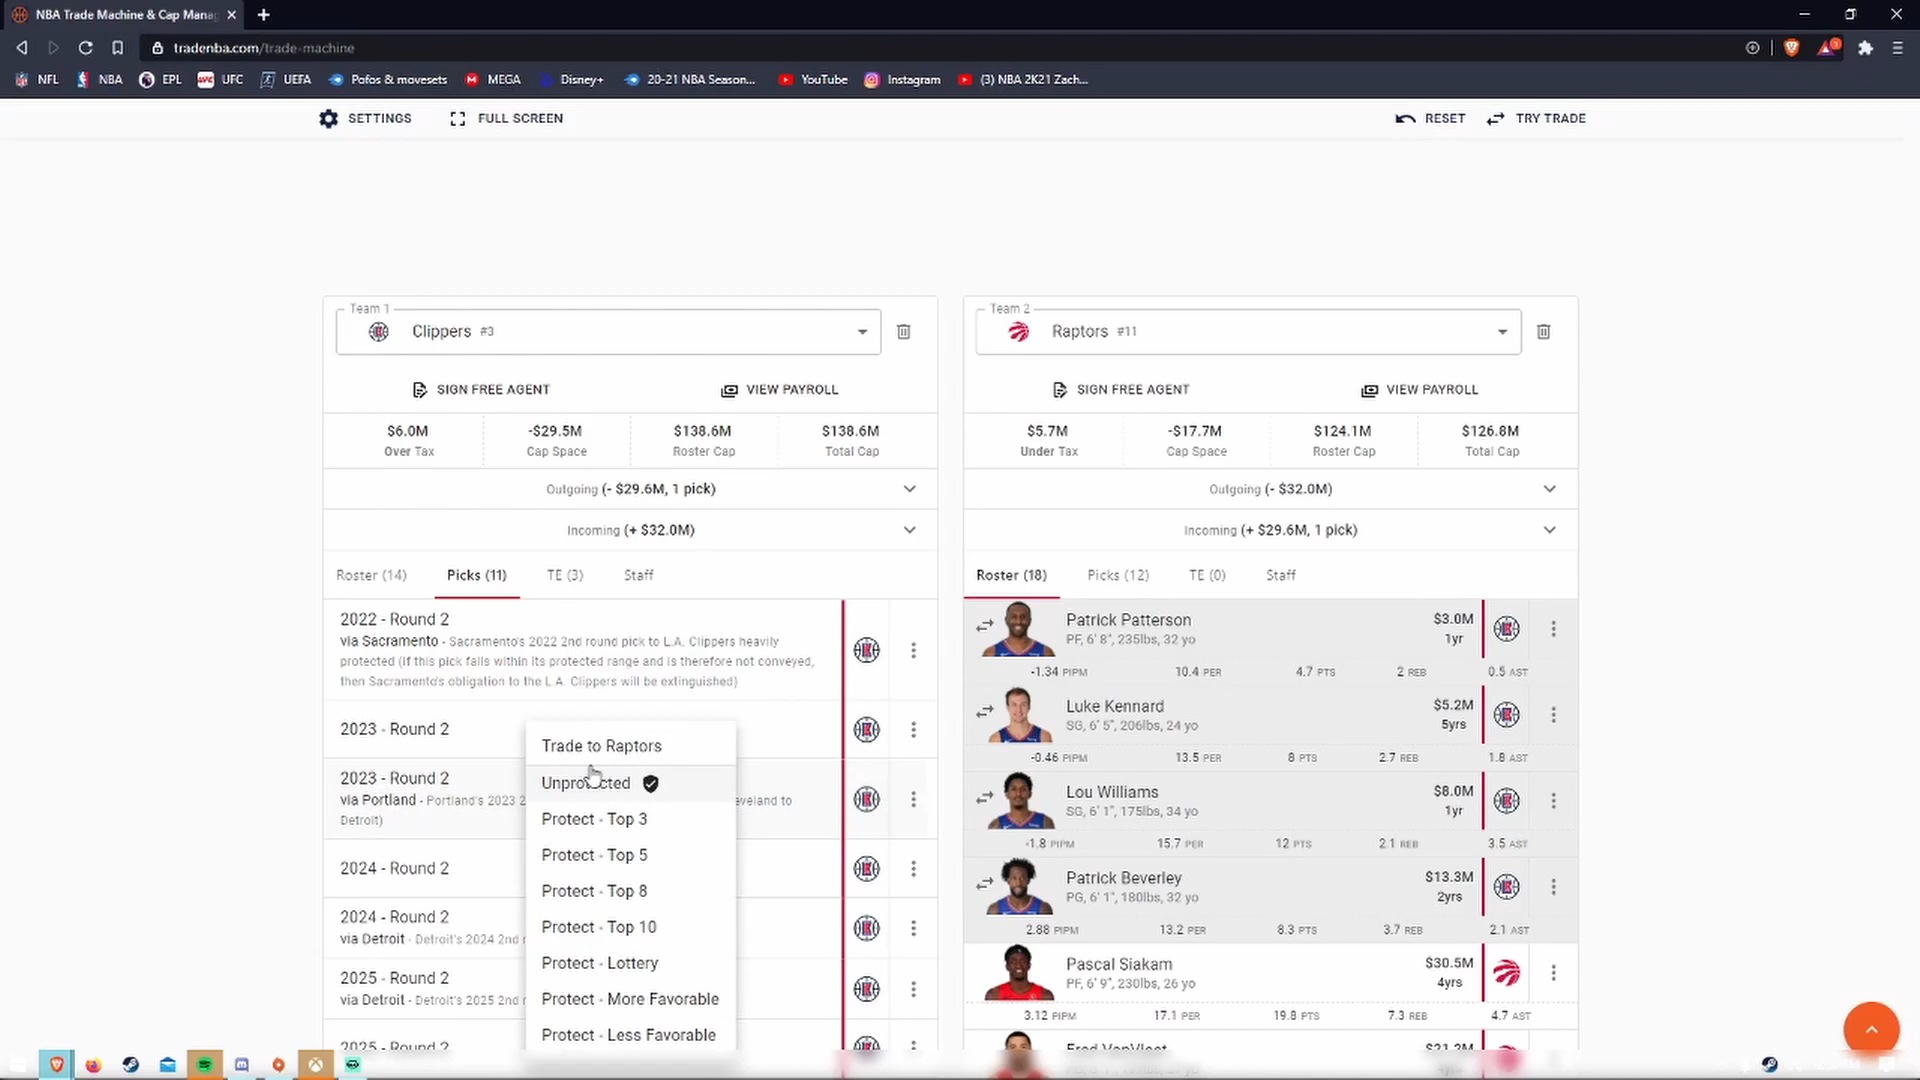 NBA Trade Machine & Cap Mana
tradenba.com/trade-machine
NFL NBA EPL UFC UEFA Pofos & movesets MEGA Disney+ 20-21 NBA Season... YouTube Instagram (3) NBA 2K21 Zach...
SETTINGS FULL SCREEN RESET TRY TRADE
Team 1
Clippers #3
SIGN FREE AGENT VIEW PAYROLL
$6.0M -$29.5M $138.6M $138.6M
Over Tax Cap Space Roster Cap Total Cap
Outgoing (- $29.6M, 1 pick)
Incoming (+ $32.0M)
Roster (14) Picks (11) TE (3) Staff
2022 - Round 2
via Sacramento - Sacramento's 2022 2nd round pick to L.A. Clippers heavily
protected (if this pick falls within its protected range and is therefore not conveyed,
then Sacramento's obligation to the L.A. Clippers will be extinguished)
2023 - Round 2
2023 - Round 2
via Portland - Portland's 2023 2
eveland to
Detroit)
2024 - Round 2
2024 - Round 2
via Detroit - Detroit's 2024 2nd
2025 - Round 2
via Detroit - Detroit's 2025 2nd
2025 - Round 2
Trade to Raptors
Unprotected
Protect - Top 3
Protect - Top 5
Protect - Top 8
Protect - Top 10
Protect - Lottery
Protect - More Favorable
Protect - Less Favorable
Team 2
Raptors #11
SIGN FREE AGENT VIEW PAYROLL
$5.7M -$17.7M $124.1M $126.8M
Under Tax Cap Space Roster Cap Total Cap
Outgoing (- $32.0M)
Incoming (+ $29.6M, 1 pick)
Roster (18) Picks (12) TE (0) Staff
Patrick Patterson $3.0M
PF, 6' 8", 235lbs, 32 yo 1yr
-1.34 PIPM 10.4 PER 4.7 PTS 2 REB 0.5 AST
Luke Kennard $5.2M
SG, 6' 5", 206lbs, 24 yo 5yrs
-0.46 PIPM 13.5 PER 8 PTS 2.7 REB 1.8 AST
Lou Williams $8.0M
SG, 6' 1", 175lbs, 34 yo 1yr
-1.8 PIPM 15.7 PER 12 PTS 2.1 REB 3.5 AST
Patrick Beverley $13.3M
PG, 6' 1", 180lbs, 32 yo 2yrs
2.88 PIPM 13.2 PER 8.3 PTS 3.7 REB 2.1 AST
Pascal Siakam $30.5M
PF, 6' 9", 230lbs, 26 yo 4yrs
3.12 PIPM 17.1 PER 19.8 PTS 7.3 REB 4.7 AST
Fred VanVleet $21.2M